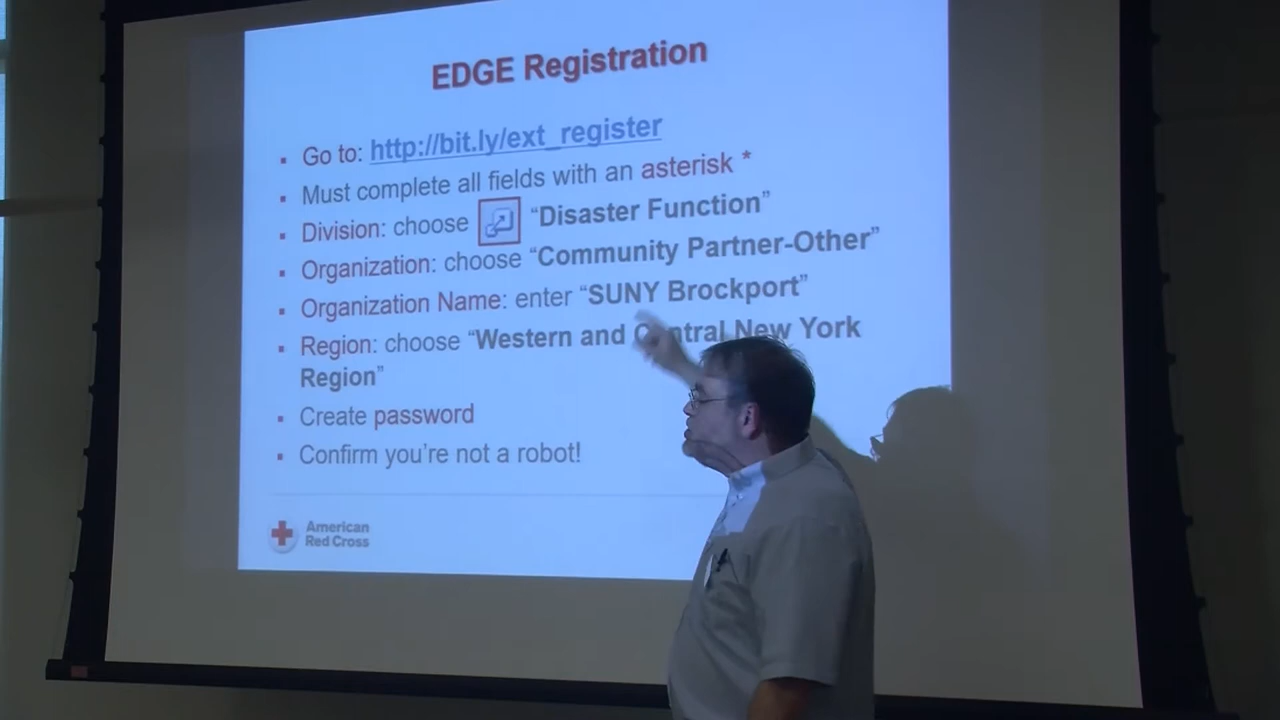 EDGE Registration
Go to: http://bit.ly/ext_register
Must complete all fields with an asterisk *
Division: choose “Disaster Function”
Organization: choose “Community Partner-Other”
Organization Name: enter “SUNY Brockport”
Region: choose “Western and Central New York
Region”
Create password
Confirm you’re not a robot!
American
Red Cross